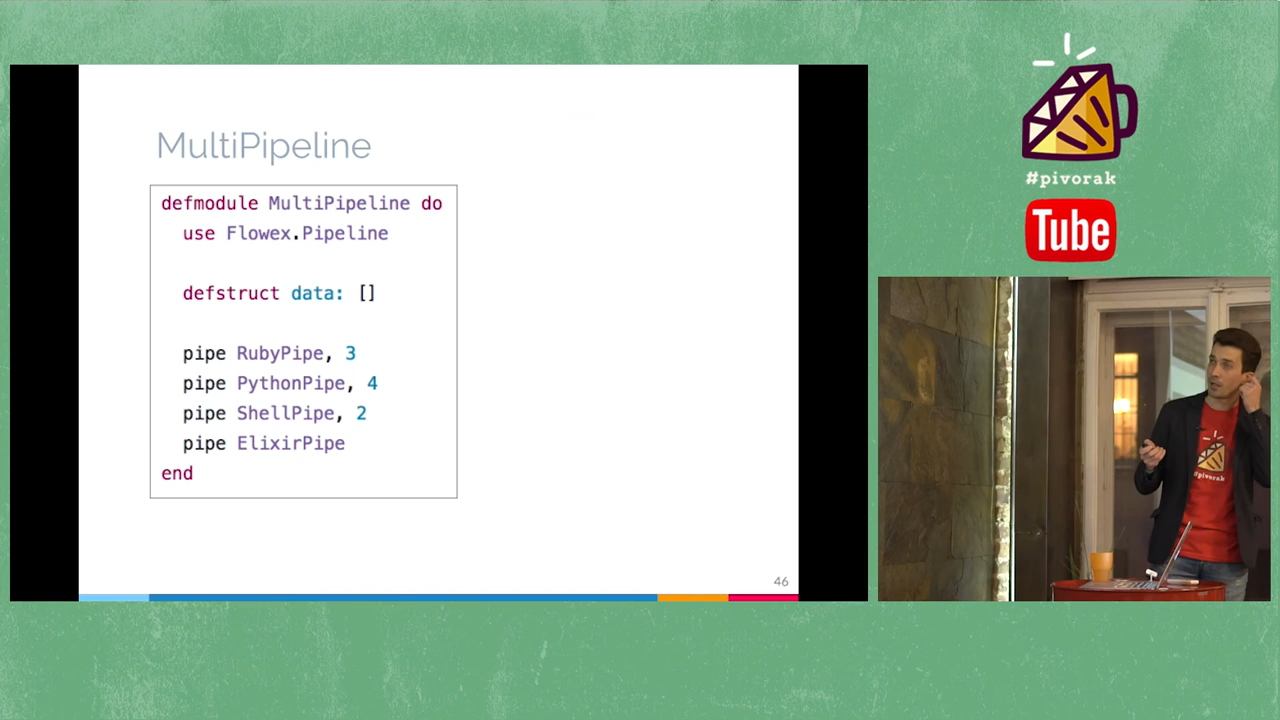 MultiPipeline
defmodule MultiPipeline do
use Flowex.Pipeline
defstruct data: []
pipe RubyPipe, 3
pipe PythonPipe, 4
pipe ShellPipe, 2
pipe ElixirPipe
end
46
#pivorak
Tube
#pivorak